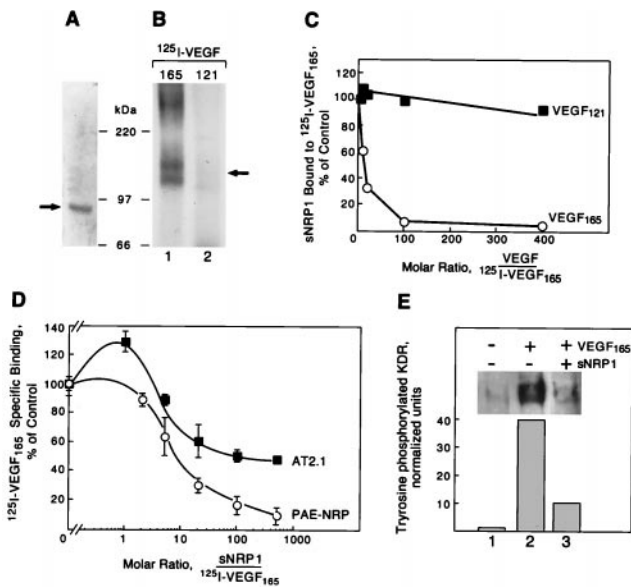 A
B
125I-VEGF
165 121
kDa
220
97
66
1 2
C
sNRP1 Bound to 125I-VEGF165,
% of Control
120
100
80
60
40
20
0
0 100 200 300 400
VEGF121
VEGF165
Molar Ratio, VEGF
125I-VEGF165
D
125I-VEGF165 Specific Binding,
% of Control
140
120
100
80
60
40
20
0 1 10 100 1000
AT2.1
PAE-NRP
Molar Ratio, sNRP1
125I-VEGF165
E
- + + VEGF165
- - + sNRP1
Tryrosine phosphorylated KDR,
normalized units
40
30
20
10
1 2 3